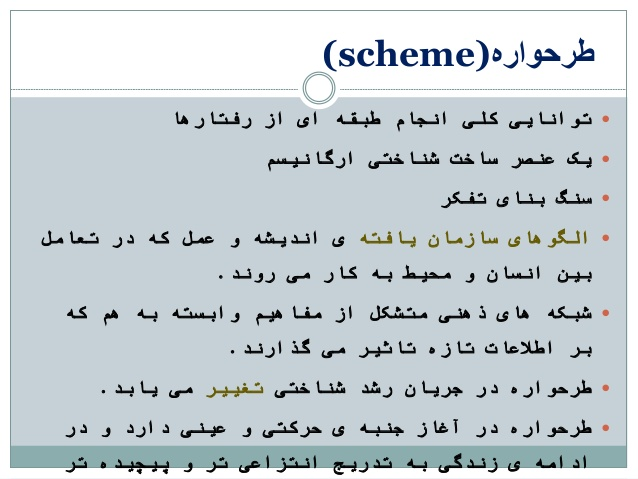 طرحواره(scheme)
توانایی کلی انجام طبقه ای از رفتارها
یک عنصر ساخت شناختی ارگانیسم
سنگ بنای تفکر
الگوهای سازمان یافته ی اندیشه و عمل که در تعامل
بین انسان و محیط به کار می روند .
شبکه های ذهنی متشکل از مفاهیم وابسته به هم که
بر اطلاعات تازه تاثیر می گذارند .
طرحواره در جریان رشد شناختی تغییر می یابد .
طرحواره در آغاز جنبه ی حرکتی و عینی دارد و در
ادامه ی زندگی به تدریج انتزاعی تر و پیچیده تر